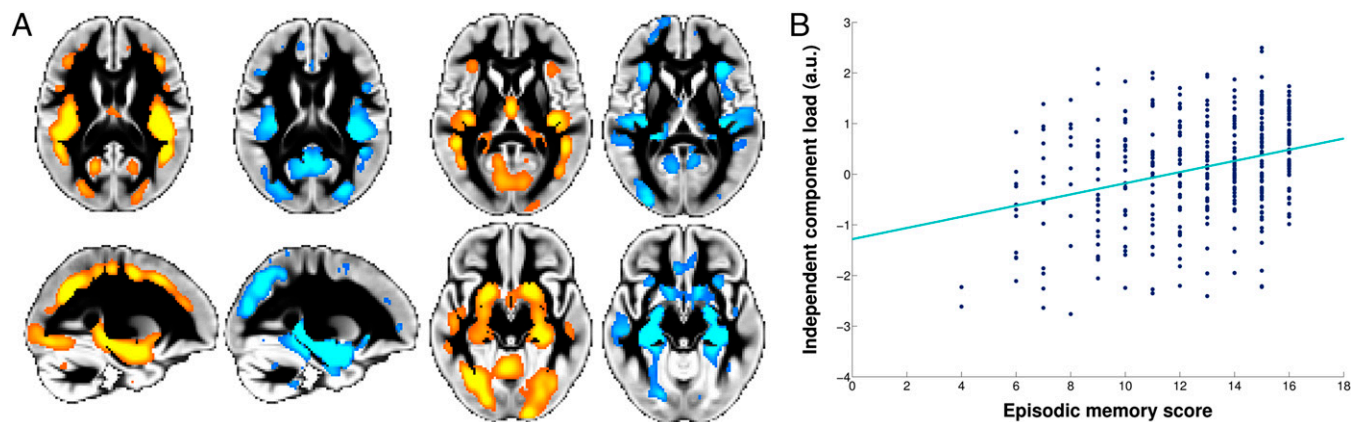 A
B
3
2
1
0
−1
−2
−3
−4
Independent component load (a.u.)
0 2 4 6 8 10 12 14 16 18
Episodic memory score